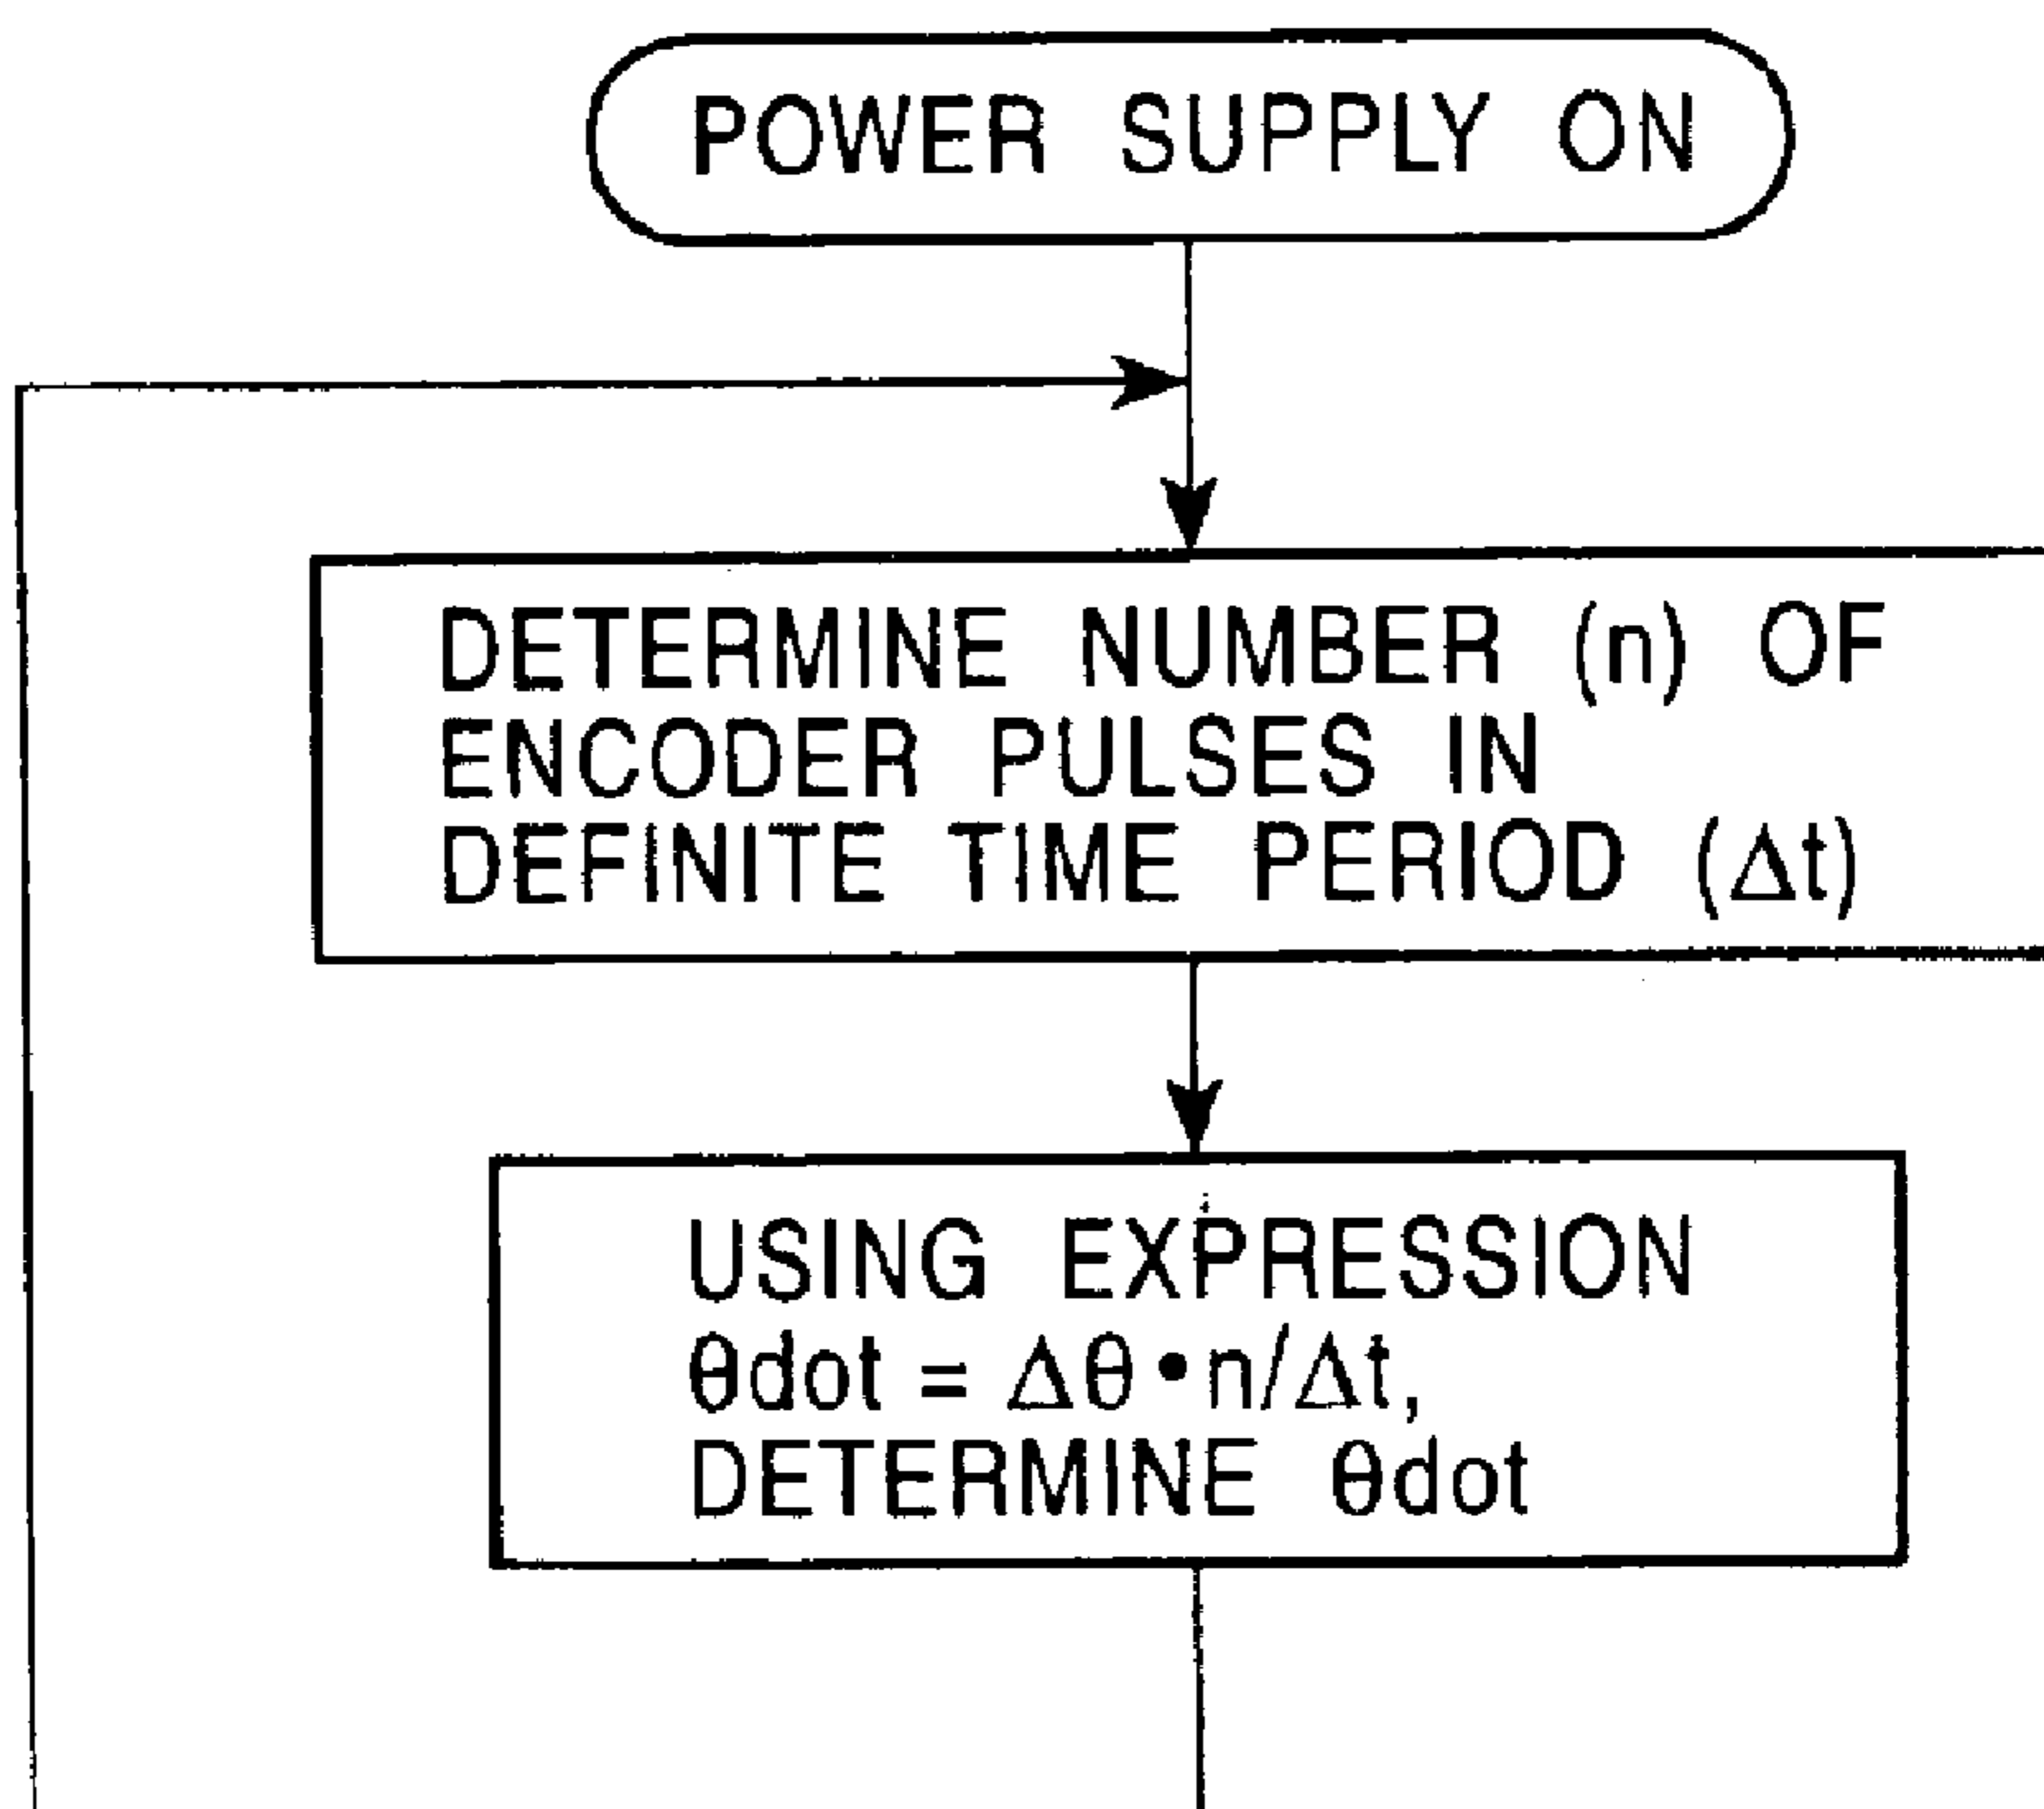 POWER SUPPLY ON
DETERMINE NUMBER (n) OF
ENCODER PULSES IN
DEFINITE TIME PERIOD (Δt)
USING EXPRESSION
θdot = Δθ•n/Δt,
DETERMINE θdot